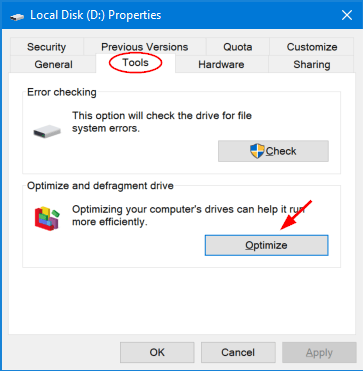 Local Disk (D:) Properties
Security Previous Versions Quota Customize
General Tools Hardware Sharing
Error checking
This option will check the drive for file
system errors.
Check
Optimize and defragment drive
Optimizing your computer's drives can help it run
more efficiently.
Optimize
OK Cancel Apply